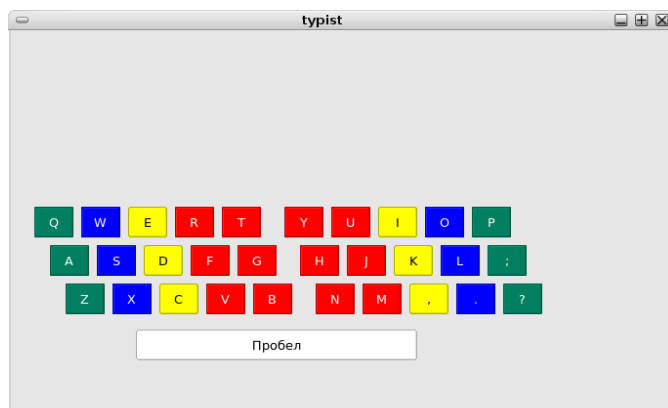 typist
Q W E R T Y U I O P
A S D F G H J K L ;
Z X C V B N M , . ?
Пробел